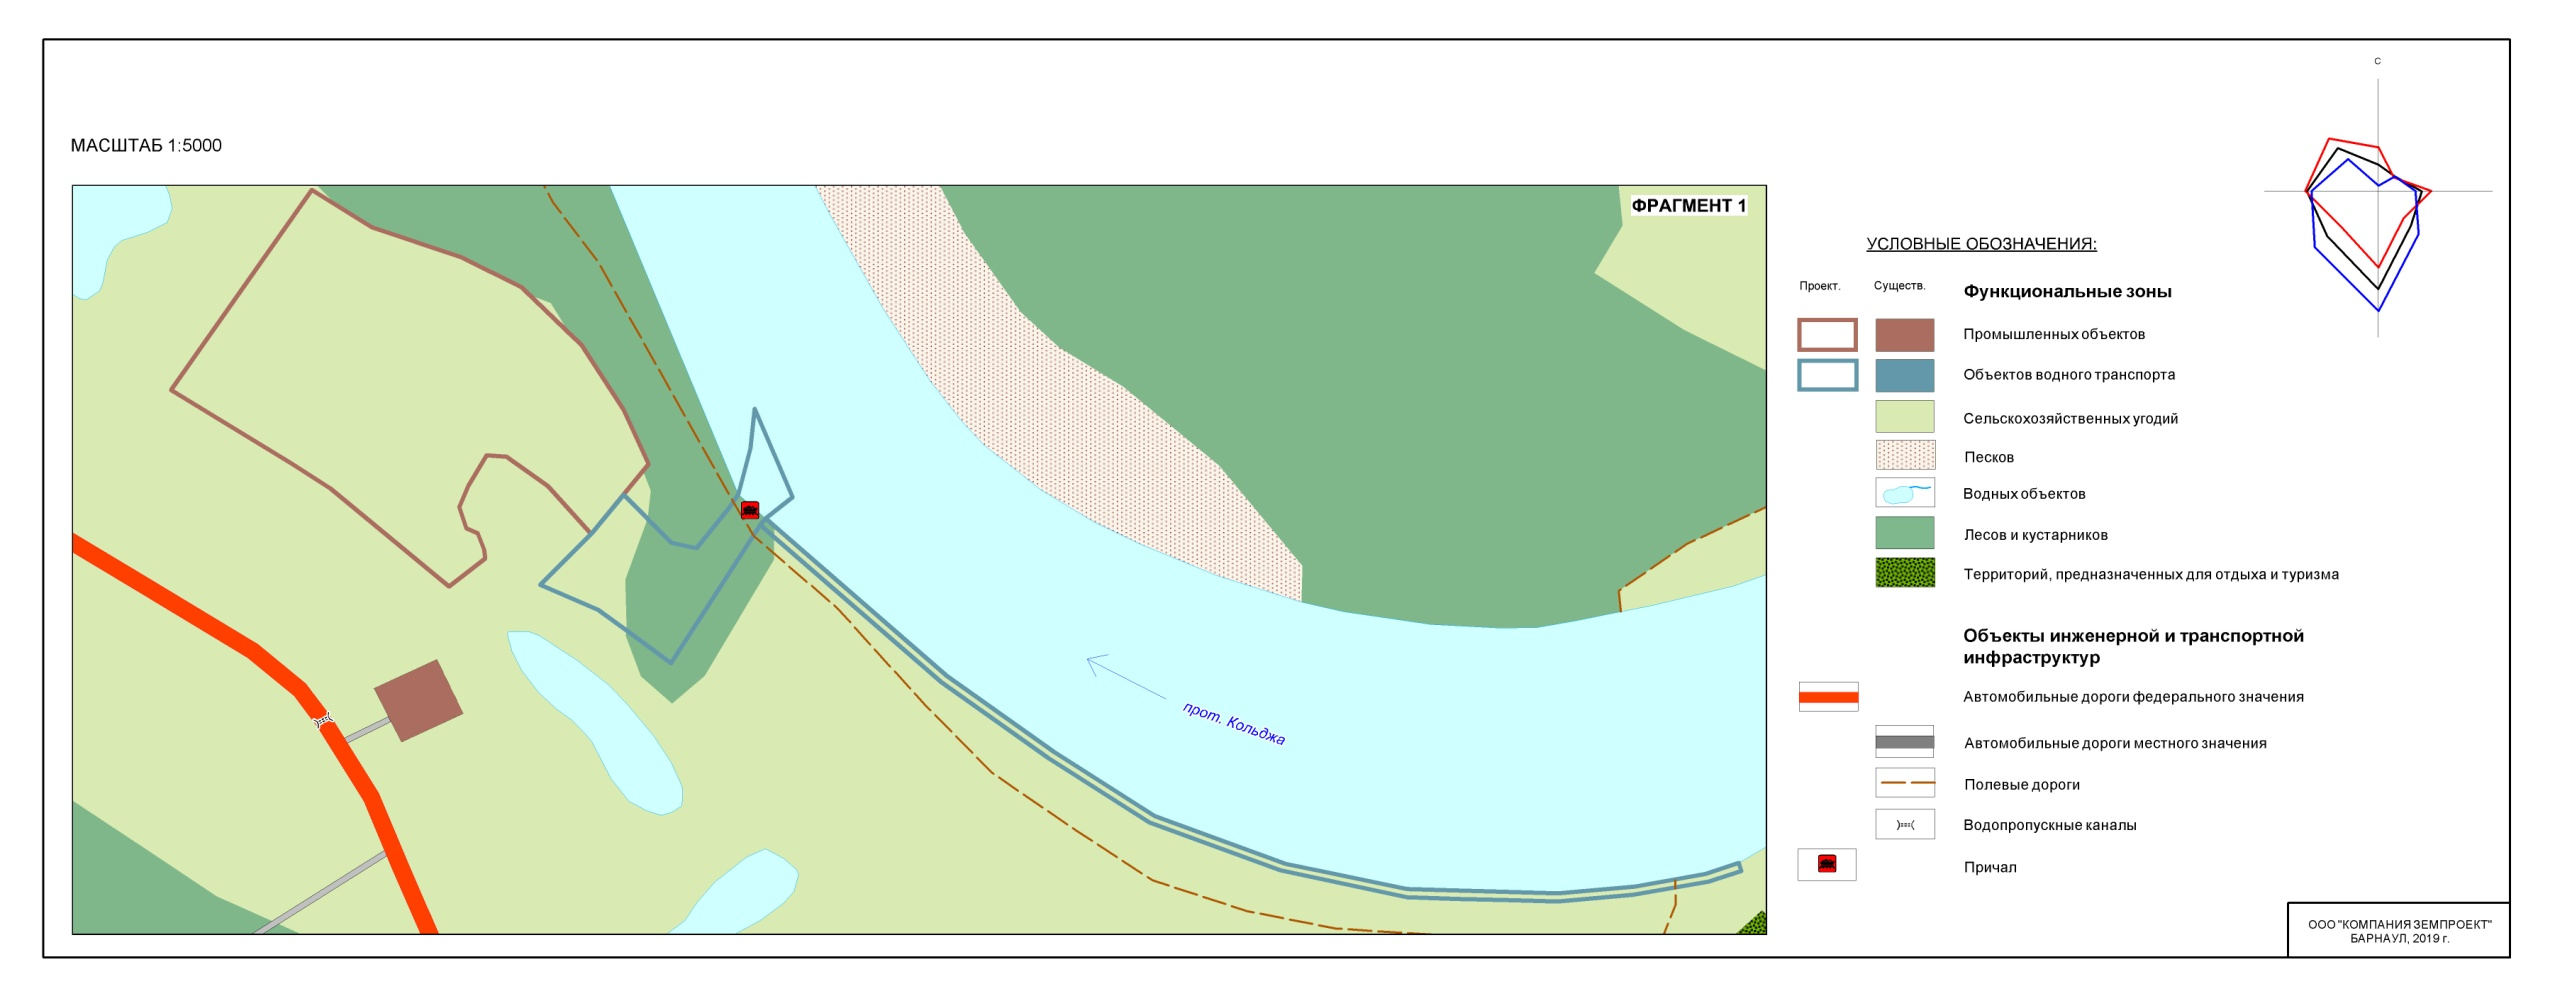 С
МАСШТАБ 1:5000
ФРАГМЕНТ 1
прот. Кольджа
УСЛОВНЫЕ ОБОЗНАЧЕНИЯ:
Проект.
Существ.
Функциональные зоны
Промышленных объектов
Объектов водного транспорта
Сельскохозяйственных угодий
Песков
Водных объектов
Лесов и кустарников
Территорий, предназначенных для отдыха и туризма
Объекты инженерной и транспортной
инфраструктур
Автомобильные дороги федерального значения
Автомобильные дороги местного значения
Полевые дороги
Водопропускные каналы
Причал
ООО "КОМПАНИЯ ЗЕМПРОЕКТ"
БАРНАУЛ, 2019 г.